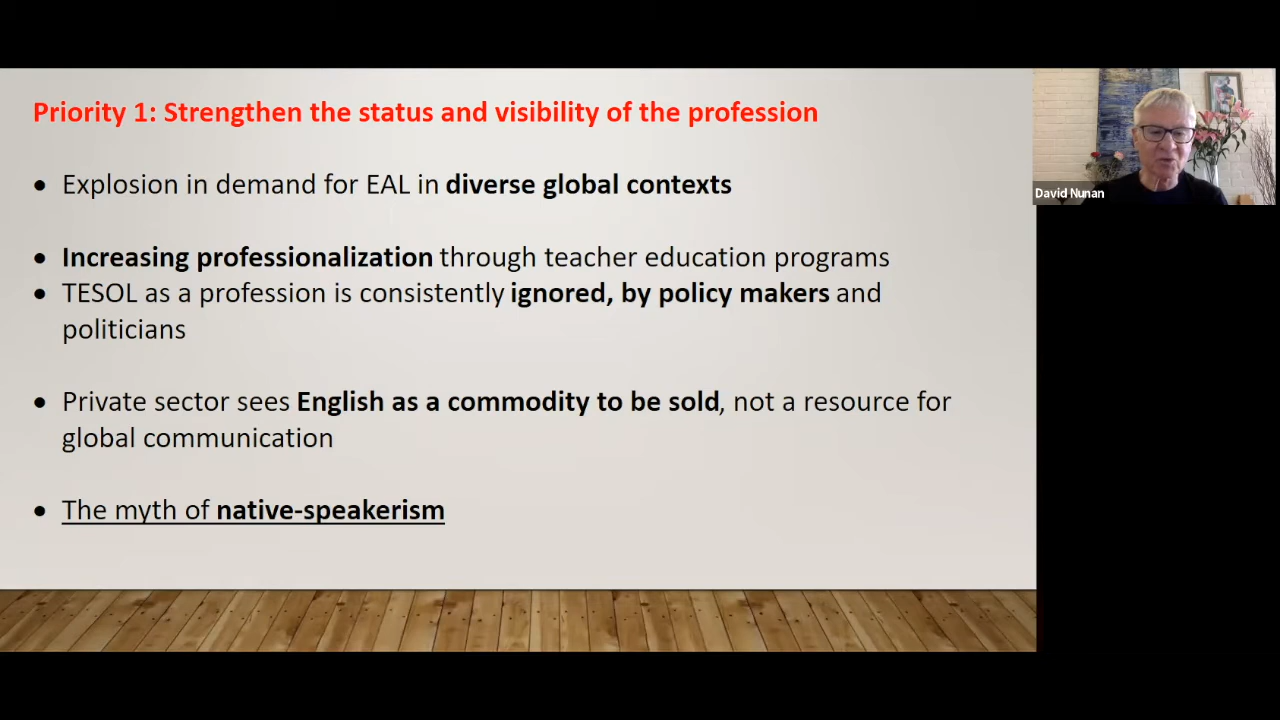 Priority 1: Strengthen the status and visibility of the profession
• Explosion in demand for EAL in diverse global contexts
• Increasing professionalization through teacher education programs
• TESOL as a profession is consistently ignored, by policy makers and
politicians
• Private sector sees English as a commodity to be sold, not a resource for
global communication
• The myth of native-speakerism
David Nunan